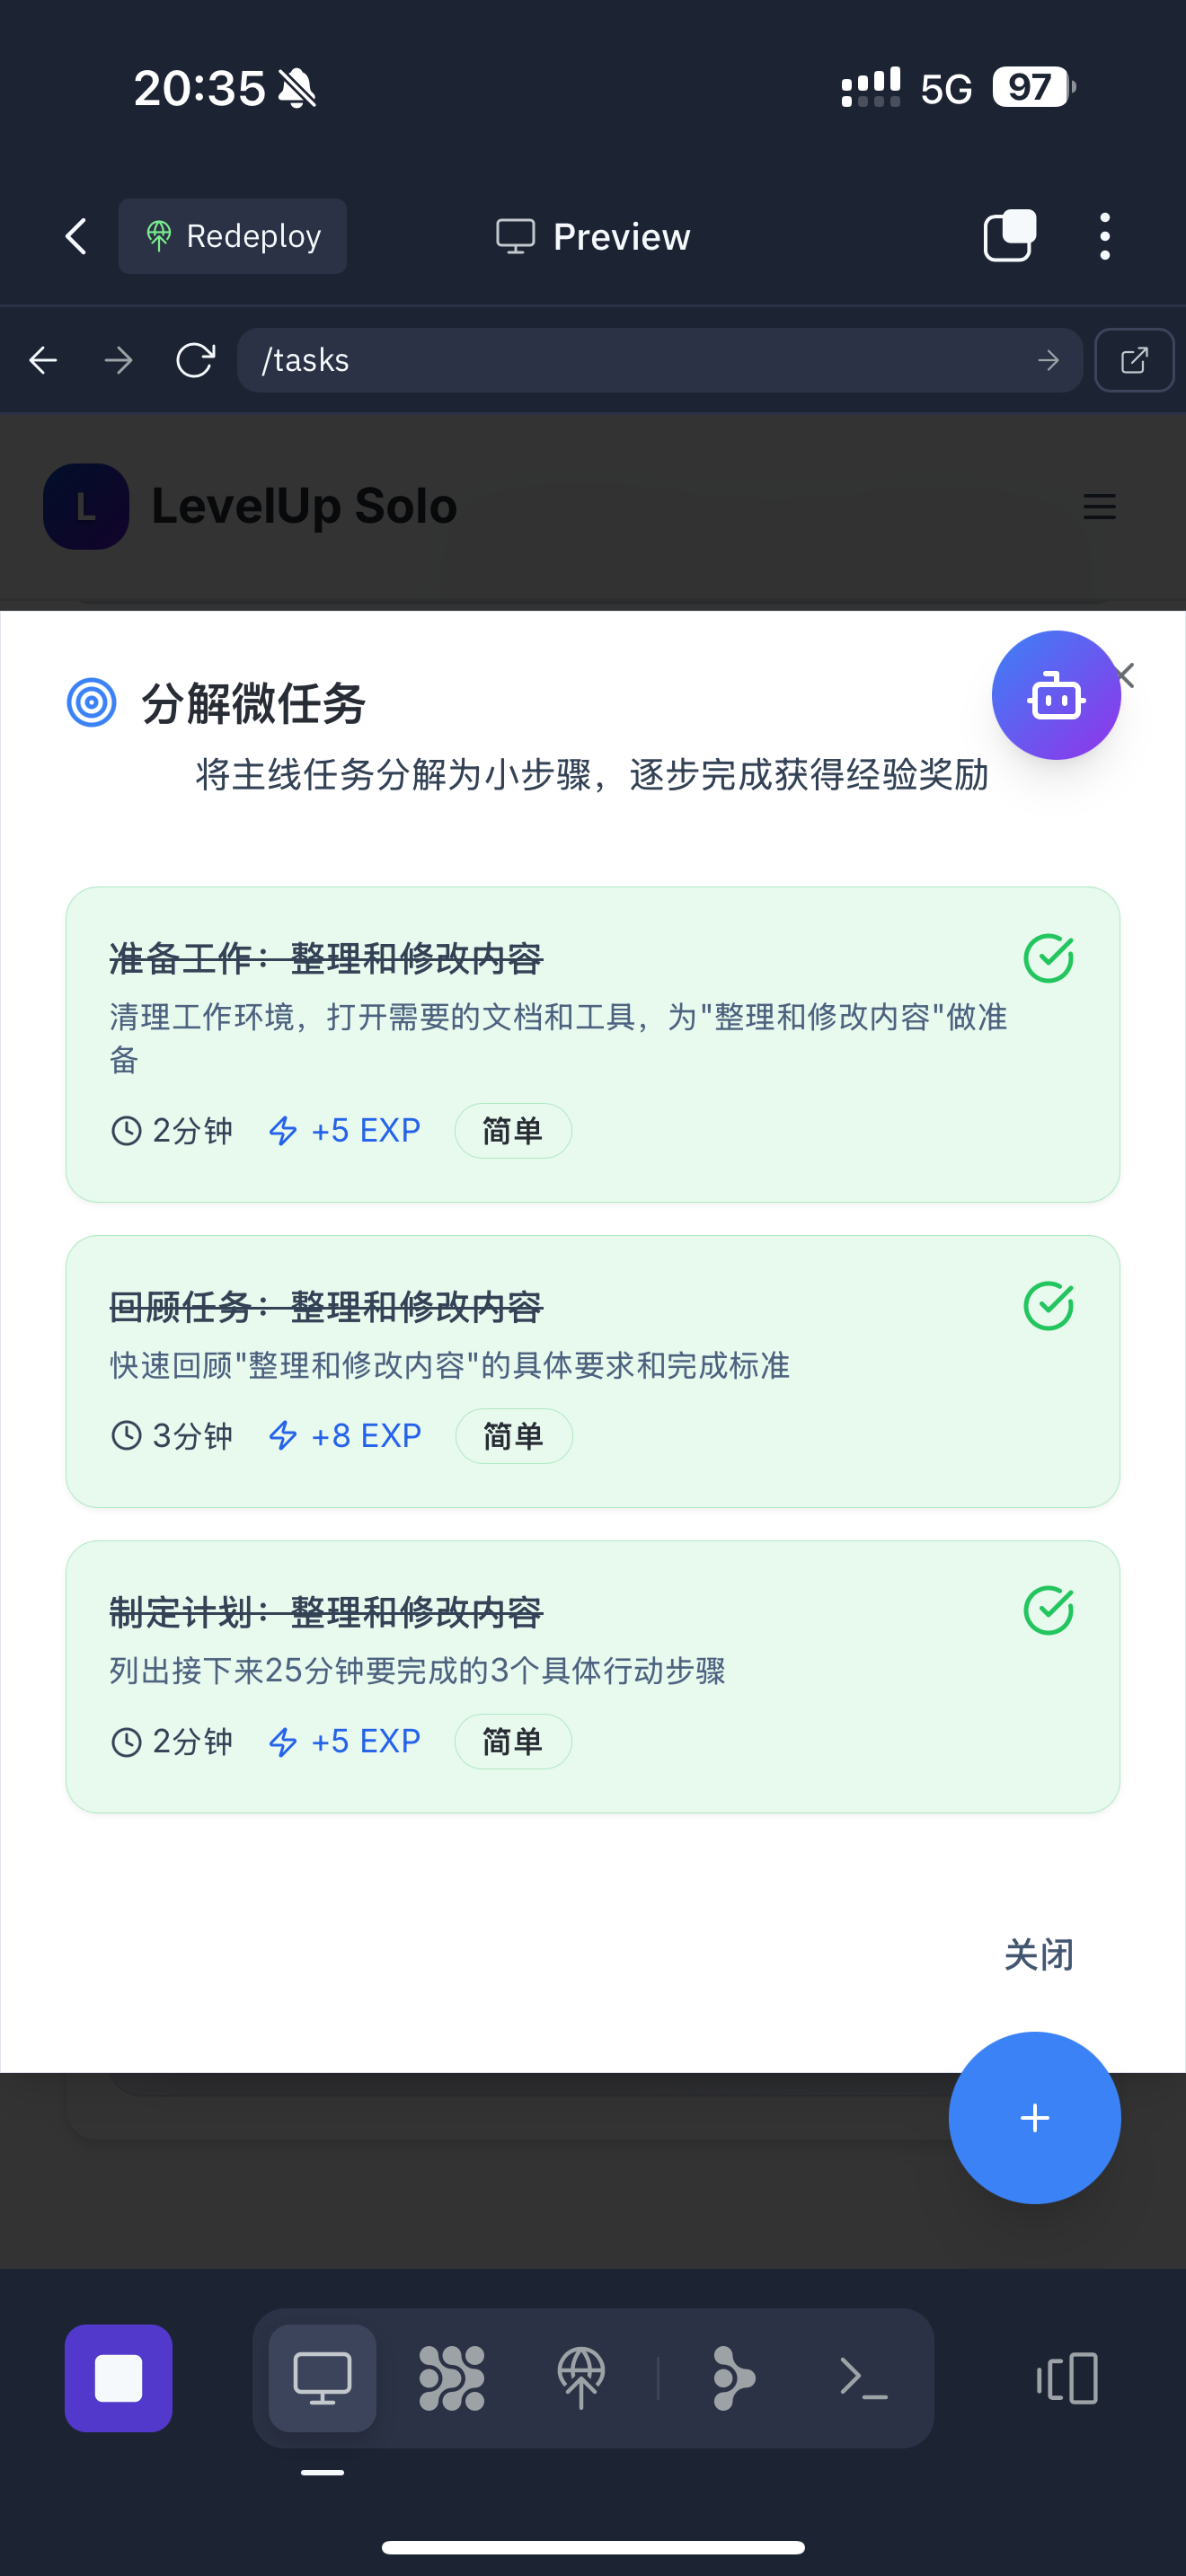 20:35
5G
97
Redeploy
Preview
/tasks
L
LevelUp Solo
分解微任务
将主线任务分解为小步骤，逐步完成获得经验奖励
准备工作：整理和修改内容
清理工作环境，打开需要的文档和工具，为"整理和修改内容"做准
备
2分钟 +5 EXP 简单
回顾任务：整理和修改内容
快速回顾"整理和修改内容"的具体要求和完成标准
3分钟 +8 EXP 简单
制定计划：整理和修改内容
列出接下来25分钟要完成的3个具体行动步骤
2分钟 +5 EXP 简单
关闭